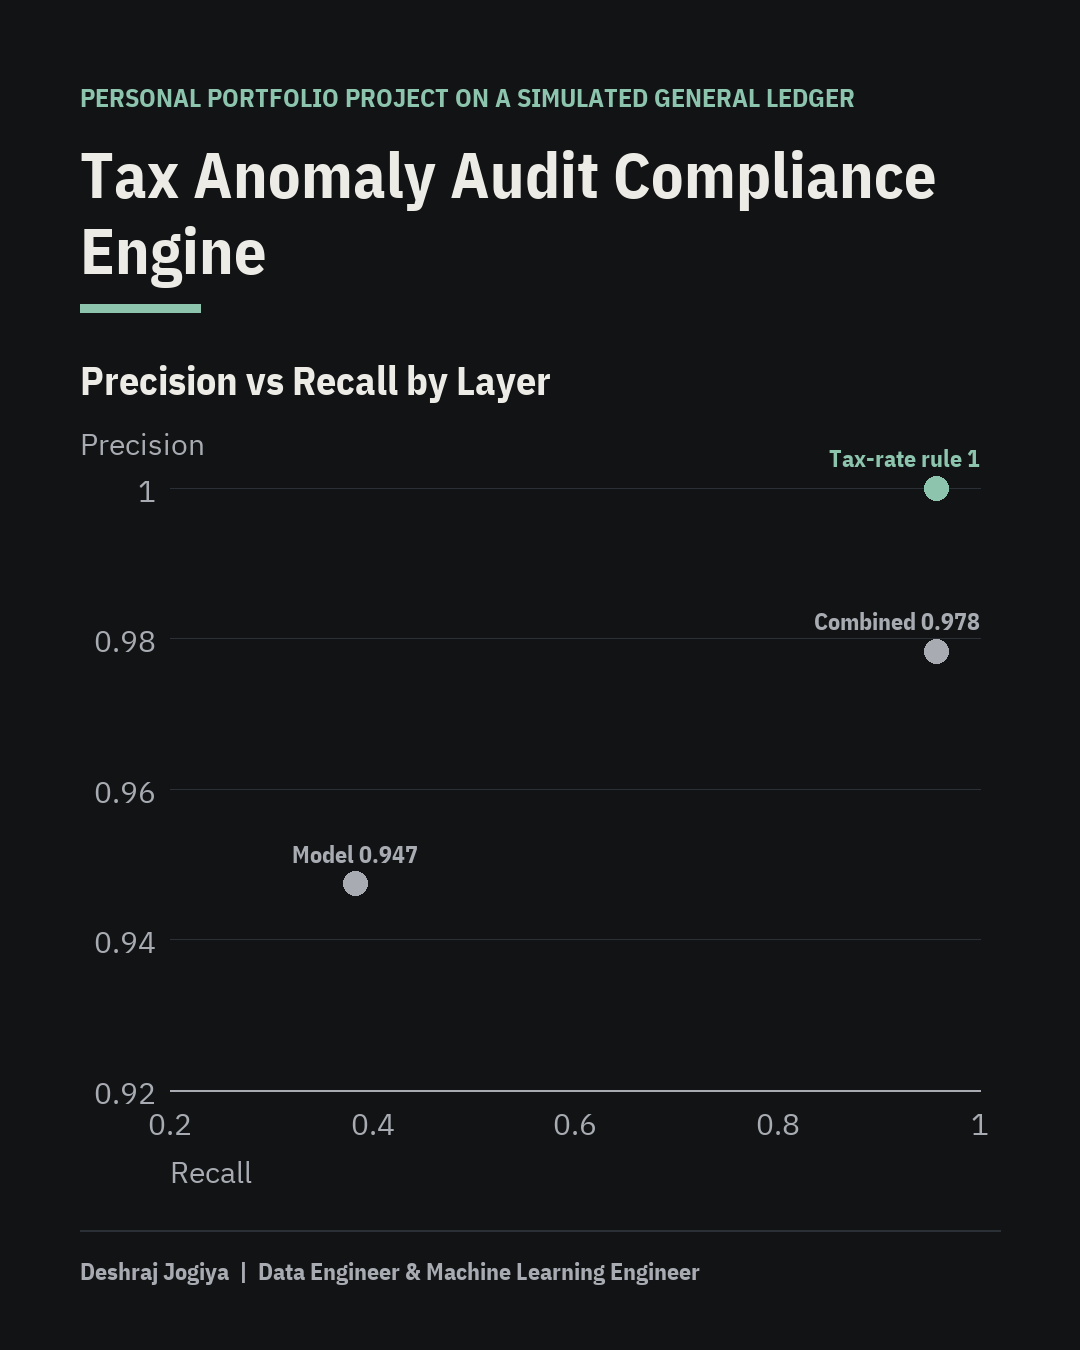 PERSONAL PORTFOLIO PROJECT ON A SIMULATED GENERAL LEDGER
Tax Anomaly Audit Compliance
Engine
Precision vs Recall by Layer
Precision
Tax-rate rule 1
1
Combined 0.978
0.98
0.96
Model 0.947
0.94
0.92
0.2 0.4 0.6 0.8 1
Recall
Deshraj Jogiya | Data Engineer & Machine Learning Engineer